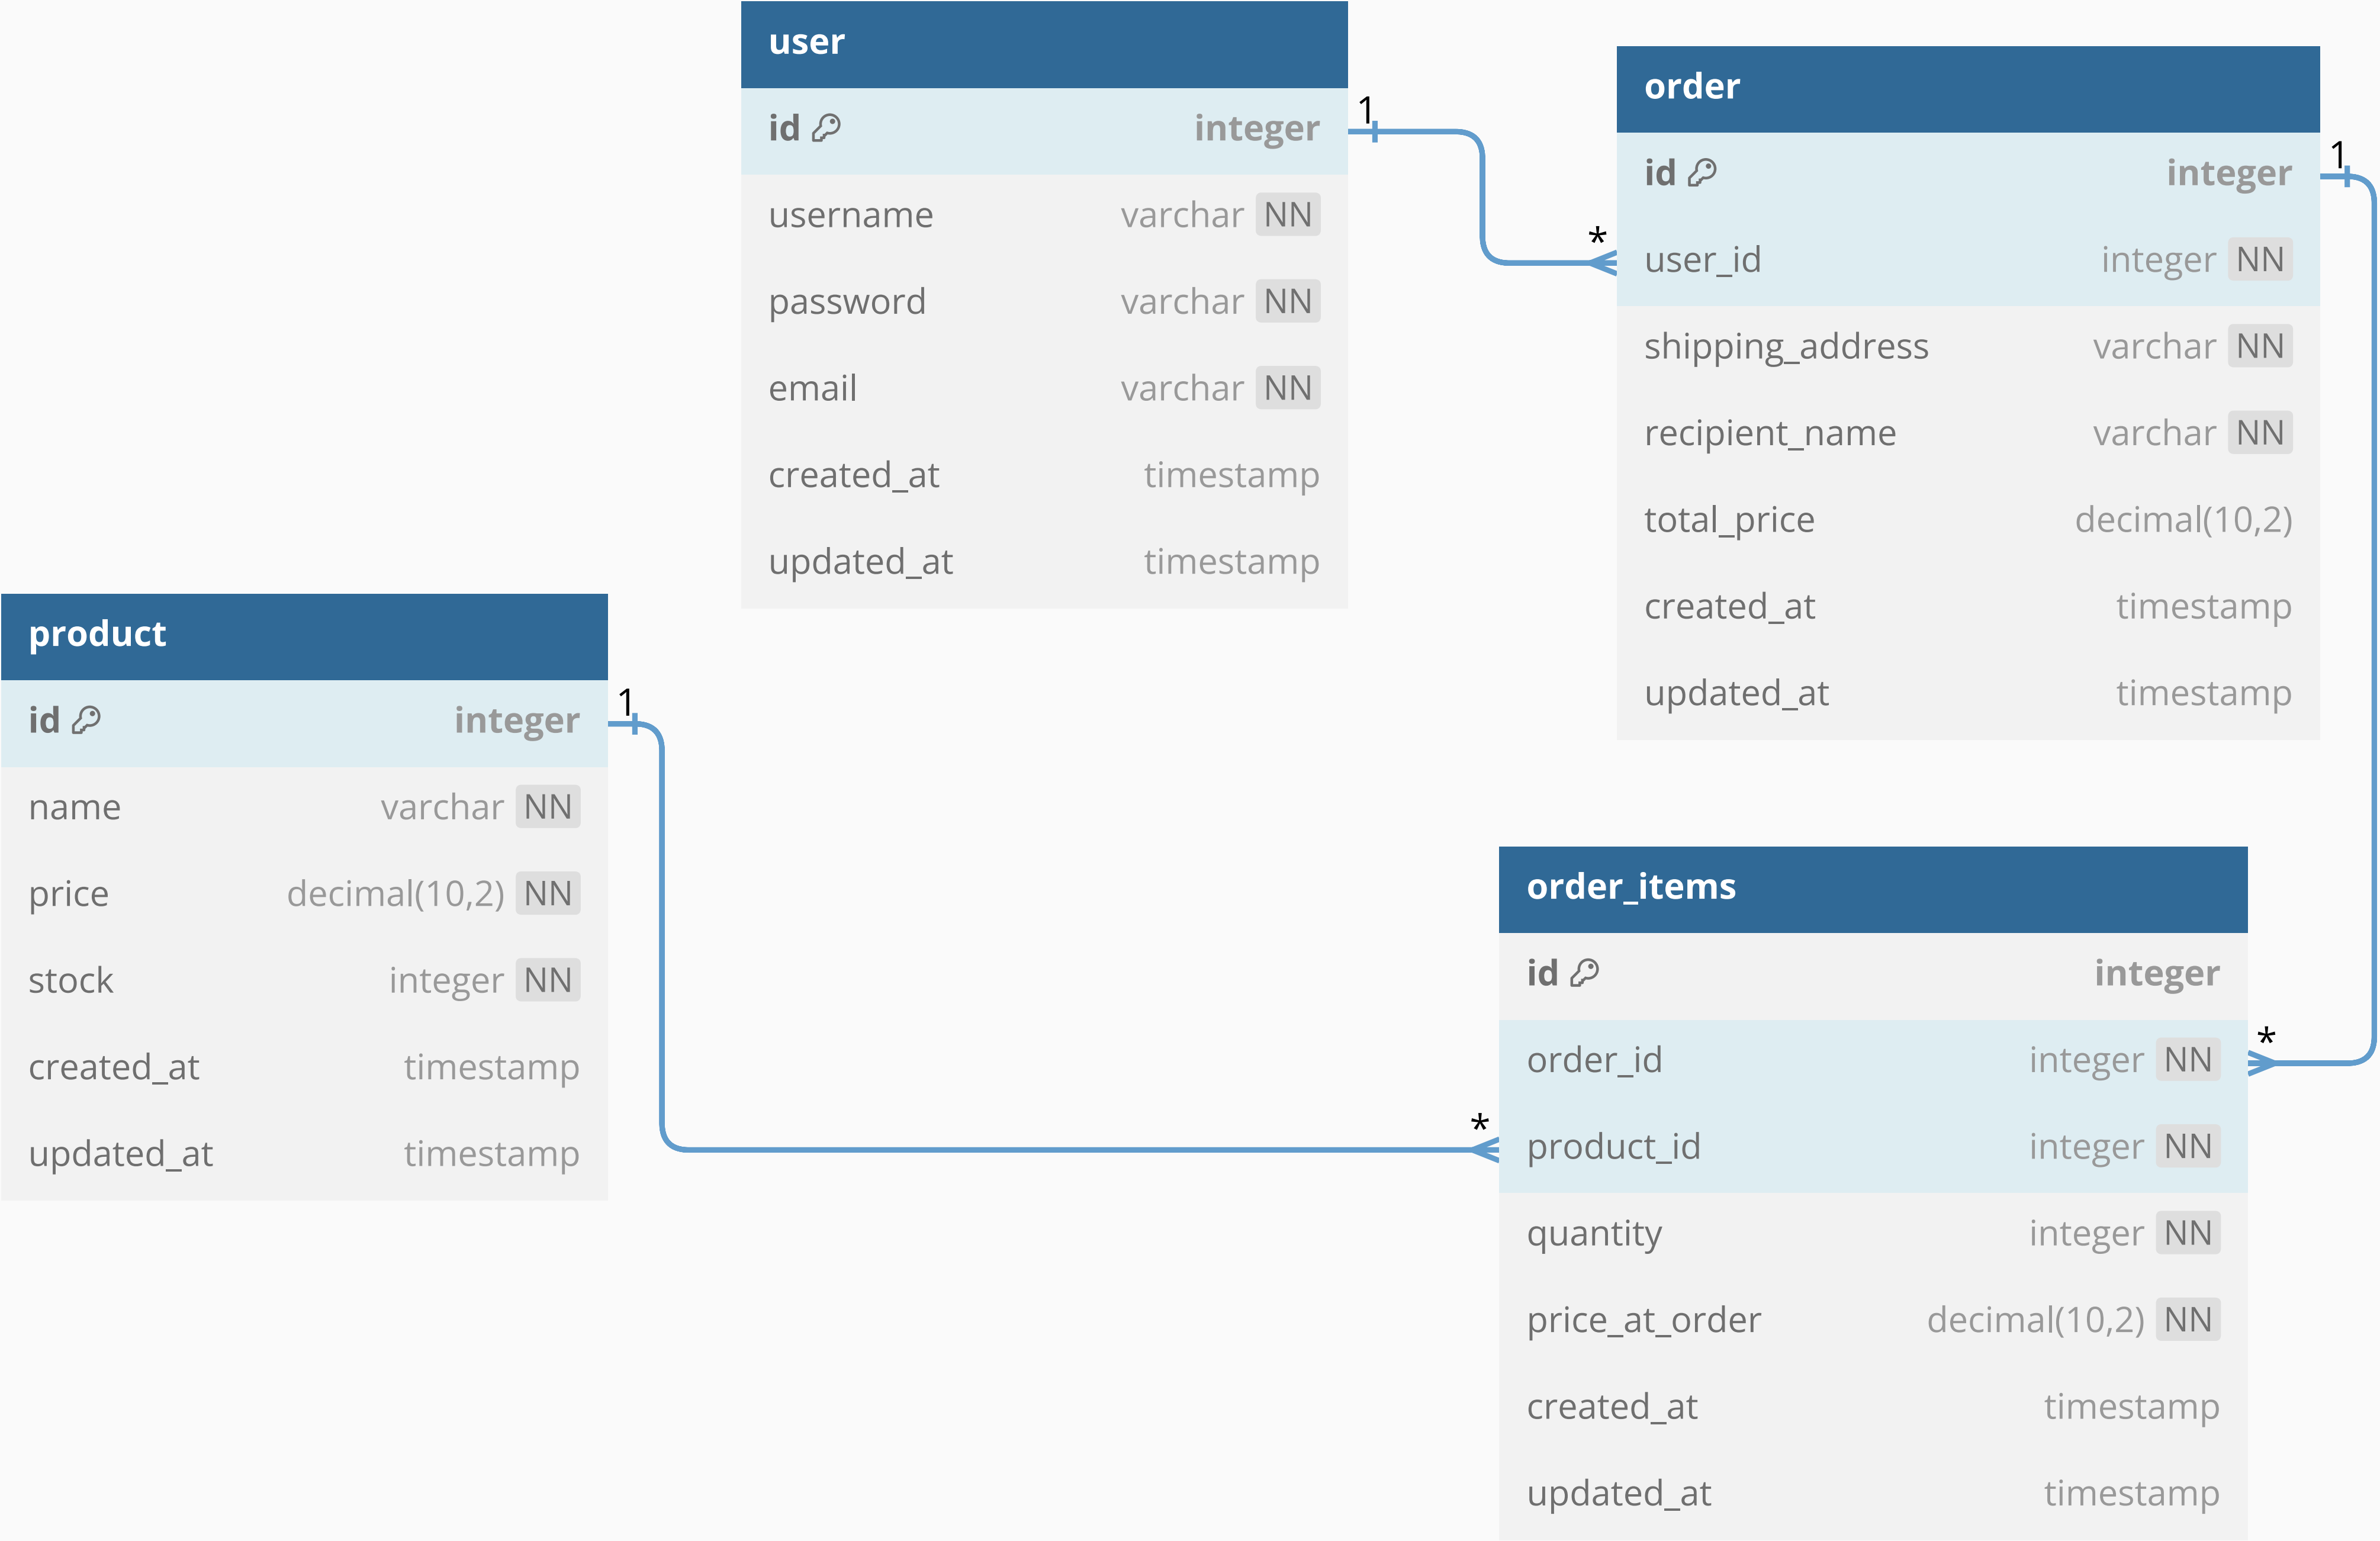 user
id integer
username varchar NN
password varchar NN
email varchar NN
created_at timestamp
updated_at timestamp
1
*
order
id integer
user_id integer NN
shipping_address varchar NN
recipient_name varchar NN
total_price decimal(10,2)
created_at timestamp
updated_at timestamp
1
*
product
id integer
name varchar NN
price decimal(10,2) NN
stock integer NN
created_at timestamp
updated_at timestamp
1
*
order_items
id integer
order_id integer NN
product_id integer NN
quantity integer NN
price_at_order decimal(10,2) NN
created_at timestamp
updated_at timestamp